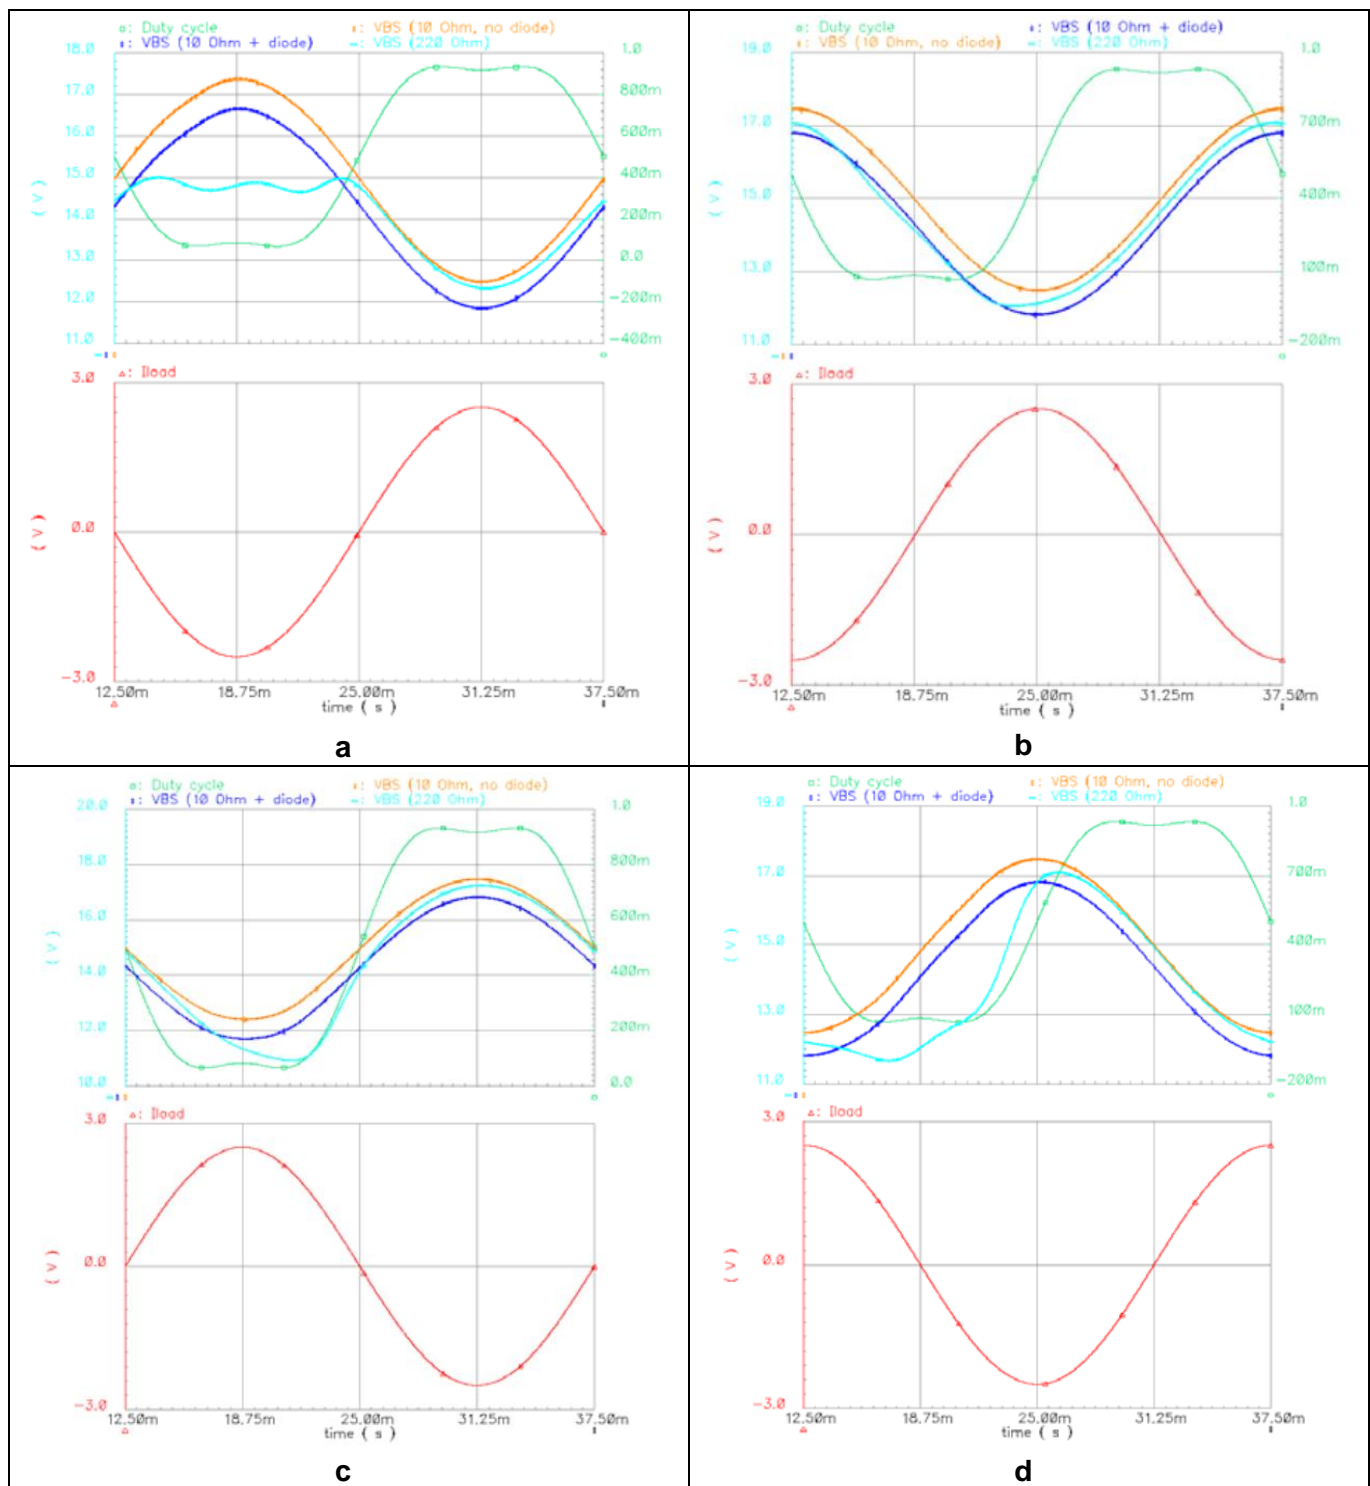 ▫: Duty cycle ▪: VBS (10 Ohm, no diode)
▪: VBS (10 Ohm + diode) –: VBS (220 Ohm)
18.0 1.0
17.0 800m
16.0 600m
15.0 400m
14.0 200m
13.0 0.0
12.0 -200m
11.0 -400m
(V)
△: Iload
3.0
0.0
-3.0
(V)
12.50m 18.75m 25.00m 31.25m 37.50m
time (s)
a
▫: Duty cycle ▪: VBS (10 Ohm + diode)
▪: VBS (10 Ohm, no diode) –: VBS (220 Ohm)
19.0 1.0
17.0 700m
15.0 400m
13.0 100m
11.0 -200m
(V)
△: Iload
3.0
0.0
-3.0
(V)
12.50m 18.75m 25.00m 31.25m 37.50m
time (s)
b
▫: Duty cycle ▪: VBS (10 Ohm, no diode)
▪: VBS (10 Ohm + diode) –: VBS (220 Ohm)
20.0 1.0
18.0 800m
16.0 600m
14.0 400m
12.0 200m
10.0 0.0
(V)
△: Iload
3.0
0.0
-3.0
(V)
12.50m 18.75m 25.00m 31.25m 37.50m
time (s)
c
▫: Duty cycle ▪: VBS (10 Ohm, no diode)
▪: VBS (10 Ohm + diode) –: VBS (220 Ohm)
19.0 1.0
17.0 700m
15.0 400m
13.0 100m
11.0 -200m
(V)
△: Iload
3.0
0.0
-3.0
(V)
12.50m 18.75m 25.00m 31.25m 37.50m
time (s)
d